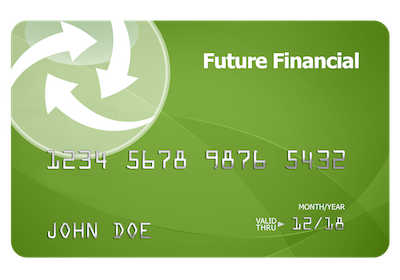 Future Financial
1234 5678 9876 5432
MONTH/YEAR
VALID THRU 12/18
JOHN DOE